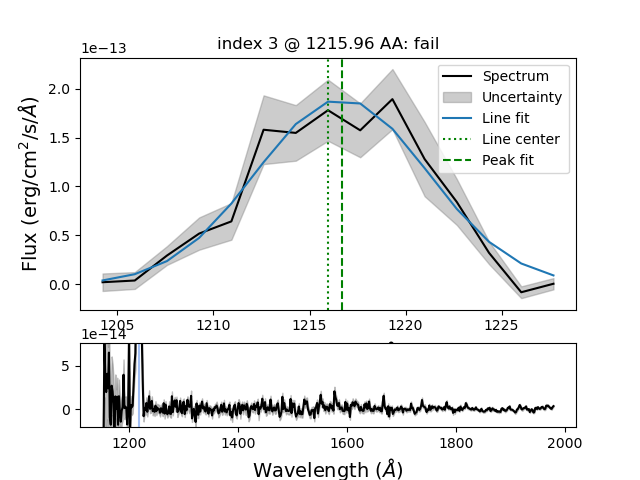 index 3 @ 1215.96 AA: fail
1e−13
Flux (erg/cm²/s/Å)
2.0
1.5
1.0
0.5
0.0
Spectrum
Uncertainty
Line fit
Line center
Peak fit
1205 1210 1215 1220 1225
1e−14
5
0
1200 1400 1600 1800 2000
Wavelength (Å)